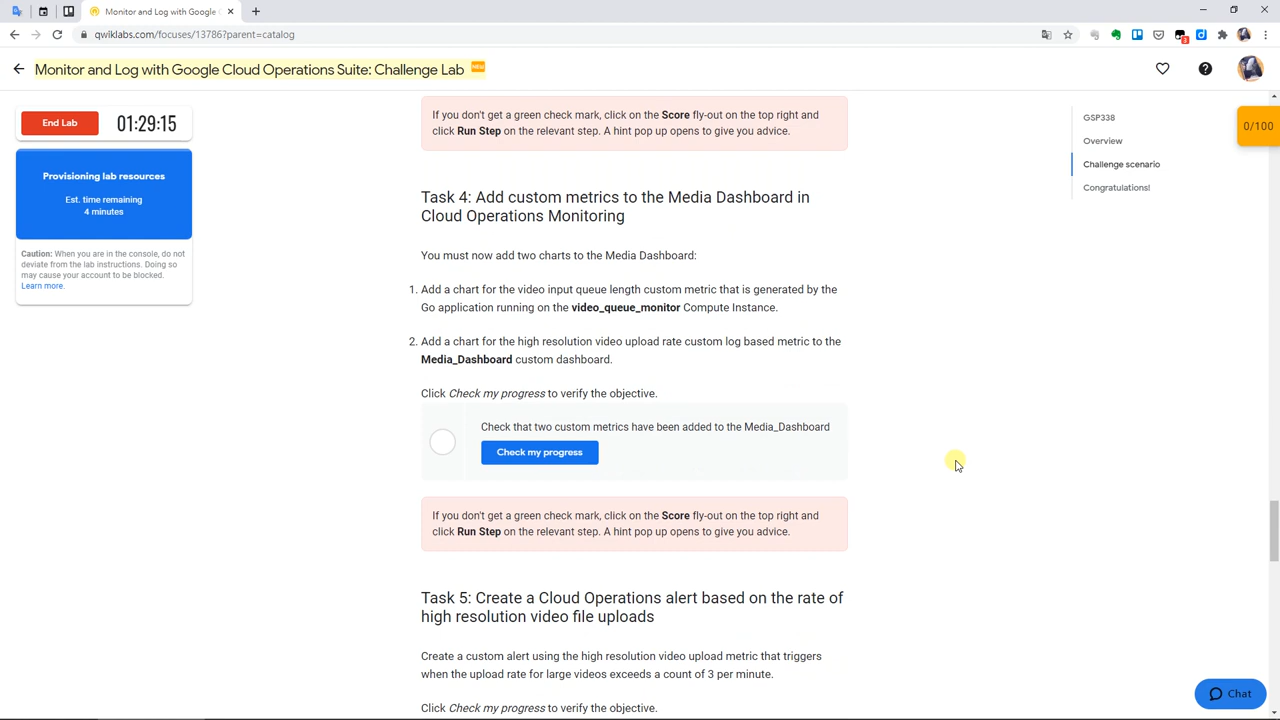 Monitor and Log with Google
qwiklabs.com/focuses/13786?parent=catalog
Monitor and Log with Google Cloud Operations Suite: Challenge Lab
End Lab
01:29:15
Provisioning lab resources
Est. time remaining
4 minutes
Caution: When you are in the console, do not
deviate from the lab instructions. Doing so
may cause your account to be blocked.
Learn more.
If you don't get a green check mark, click on the Score fly-out on the top right and
click Run Step on the relevant step. A hint pop up opens to give you advice.
Task 4: Add custom metrics to the Media Dashboard in
Cloud Operations Monitoring
You must now add two charts to the Media Dashboard:
1. Add a chart for the video input queue length custom metric that is generated by the
Go application running on the video_queue_monitor Compute Instance.
2. Add a chart for the high resolution video upload rate custom log based metric to the
Media_Dashboard custom dashboard.
Click Check my progress to verify the objective.
Check that two custom metrics have been added to the Media_Dashboard
Check my progress
If you don't get a green check mark, click on the Score fly-out on the top right and
click Run Step on the relevant step. A hint pop up opens to give you advice.
Task 5: Create a Cloud Operations alert based on the rate of
high resolution video file uploads
Create a custom alert using the high resolution video upload metric that triggers
when the upload rate for large videos exceeds a count of 3 per minute.
Click Check my progress to verify the objective.
GSP338
Overview
Challenge scenario
Congratulations!
0/100
Chat